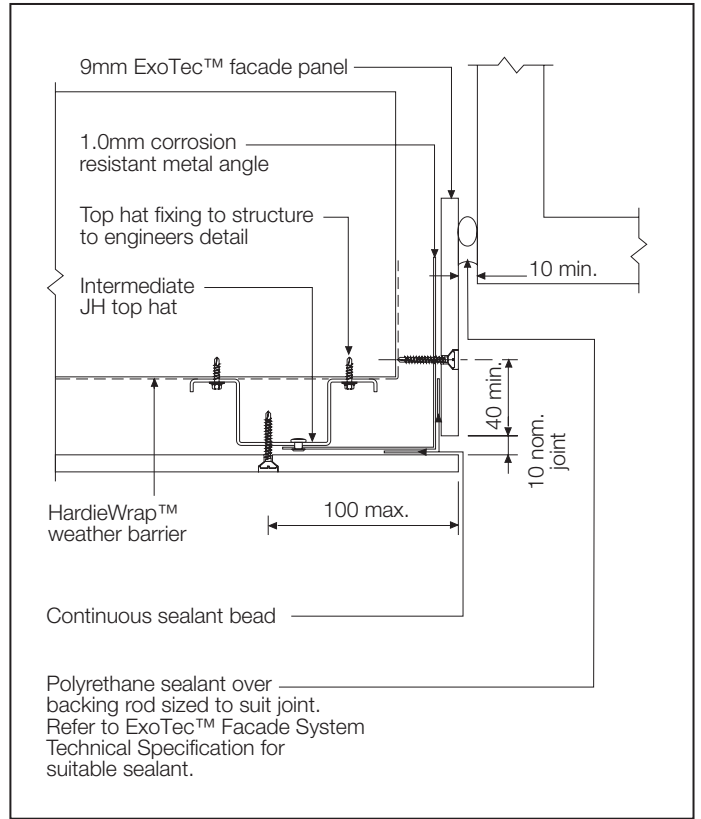 9mm ExoTec™ facade panel
1.0mm corrosion
resistant metal angle
Top hat fixing to structure
to engineers detail
Intermediate
JH top hat
10 min.
40 min.
10 nom.
joint
100 max.
HardieWrap™
weather barrier
Continuous sealant bead
Polyrethane sealant over
backing rod sized to suit joint.
Refer to ExoTec™ Facade System
Technical Specification for
suitable sealant.